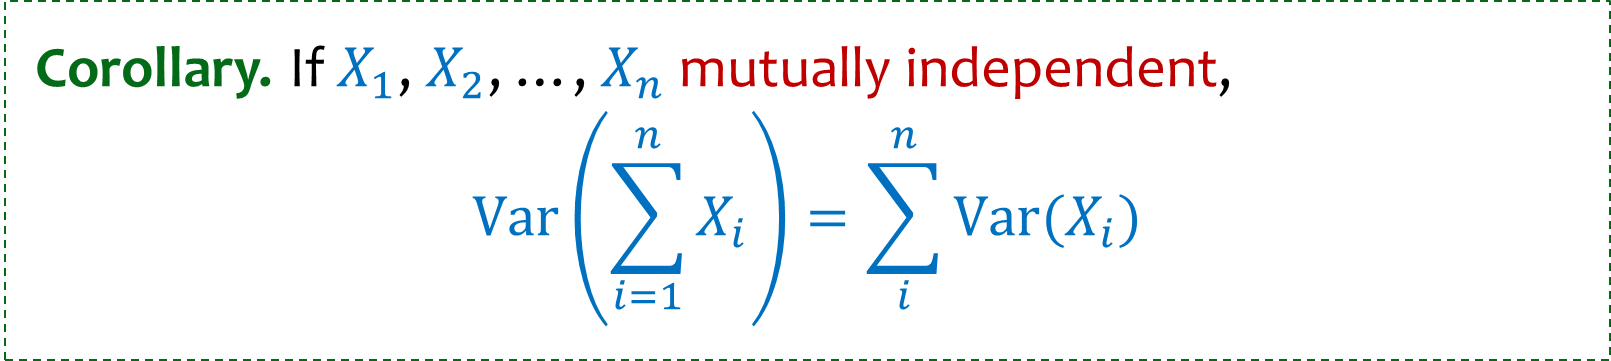 Corollary. If X₁, X₂, …, Xₙ mutually independent,
Var(∑ᵢ₌₁ⁿ Xᵢ) = ∑ᵢⁿ Var(Xᵢ)